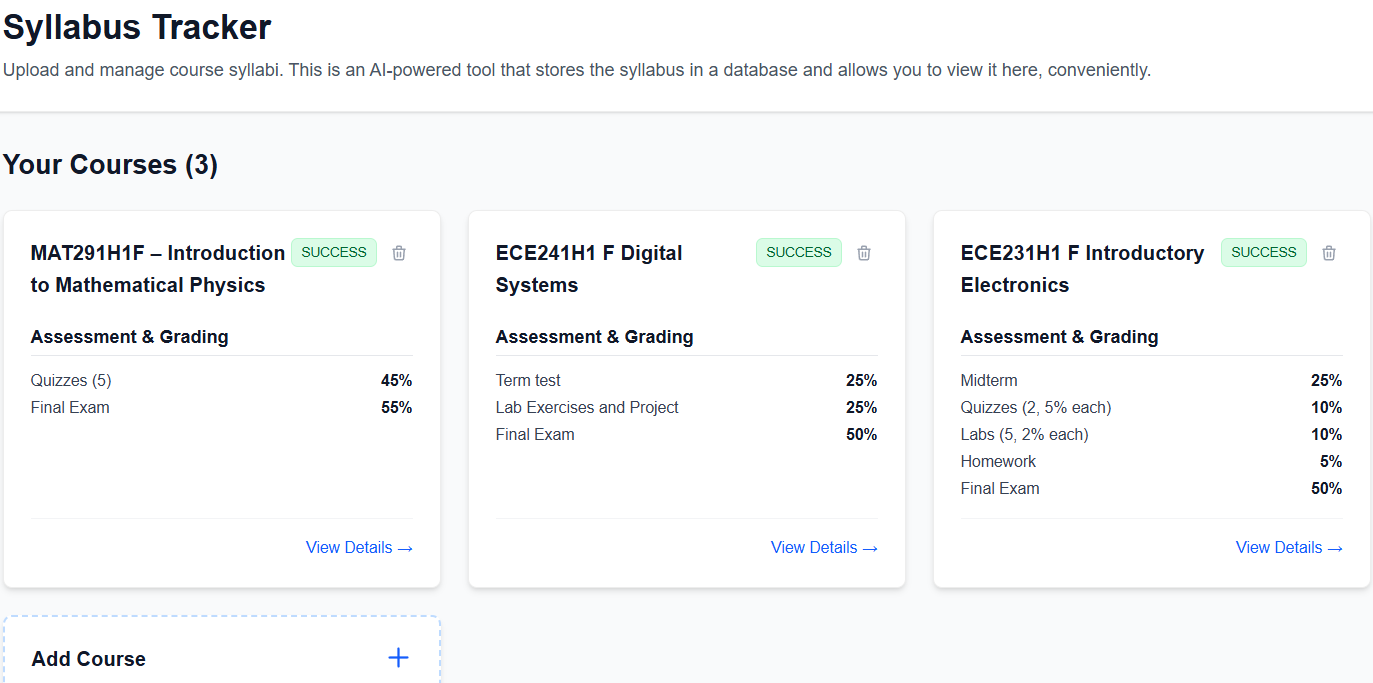 Syllabus Tracker
Upload and manage course syllabi. This is an AI-powered tool that stores the syllabus in a database and allows you to view it here, conveniently.
Your Courses (3)
MAT291H1F – Introduction
to Mathematical Physics
SUCCESS
Assessment & Grading
Quizzes (5) 45%
Final Exam 55%
View Details →
ECE241H1 F Digital
Systems
SUCCESS
Assessment & Grading
Term test 25%
Lab Exercises and Project 25%
Final Exam 50%
View Details →
ECE231H1 F Introductory
Electronics
SUCCESS
Assessment & Grading
Midterm 25%
Quizzes (2, 5% each) 10%
Labs (5, 2% each) 10%
Homework 5%
Final Exam 50%
View Details →
Add Course +